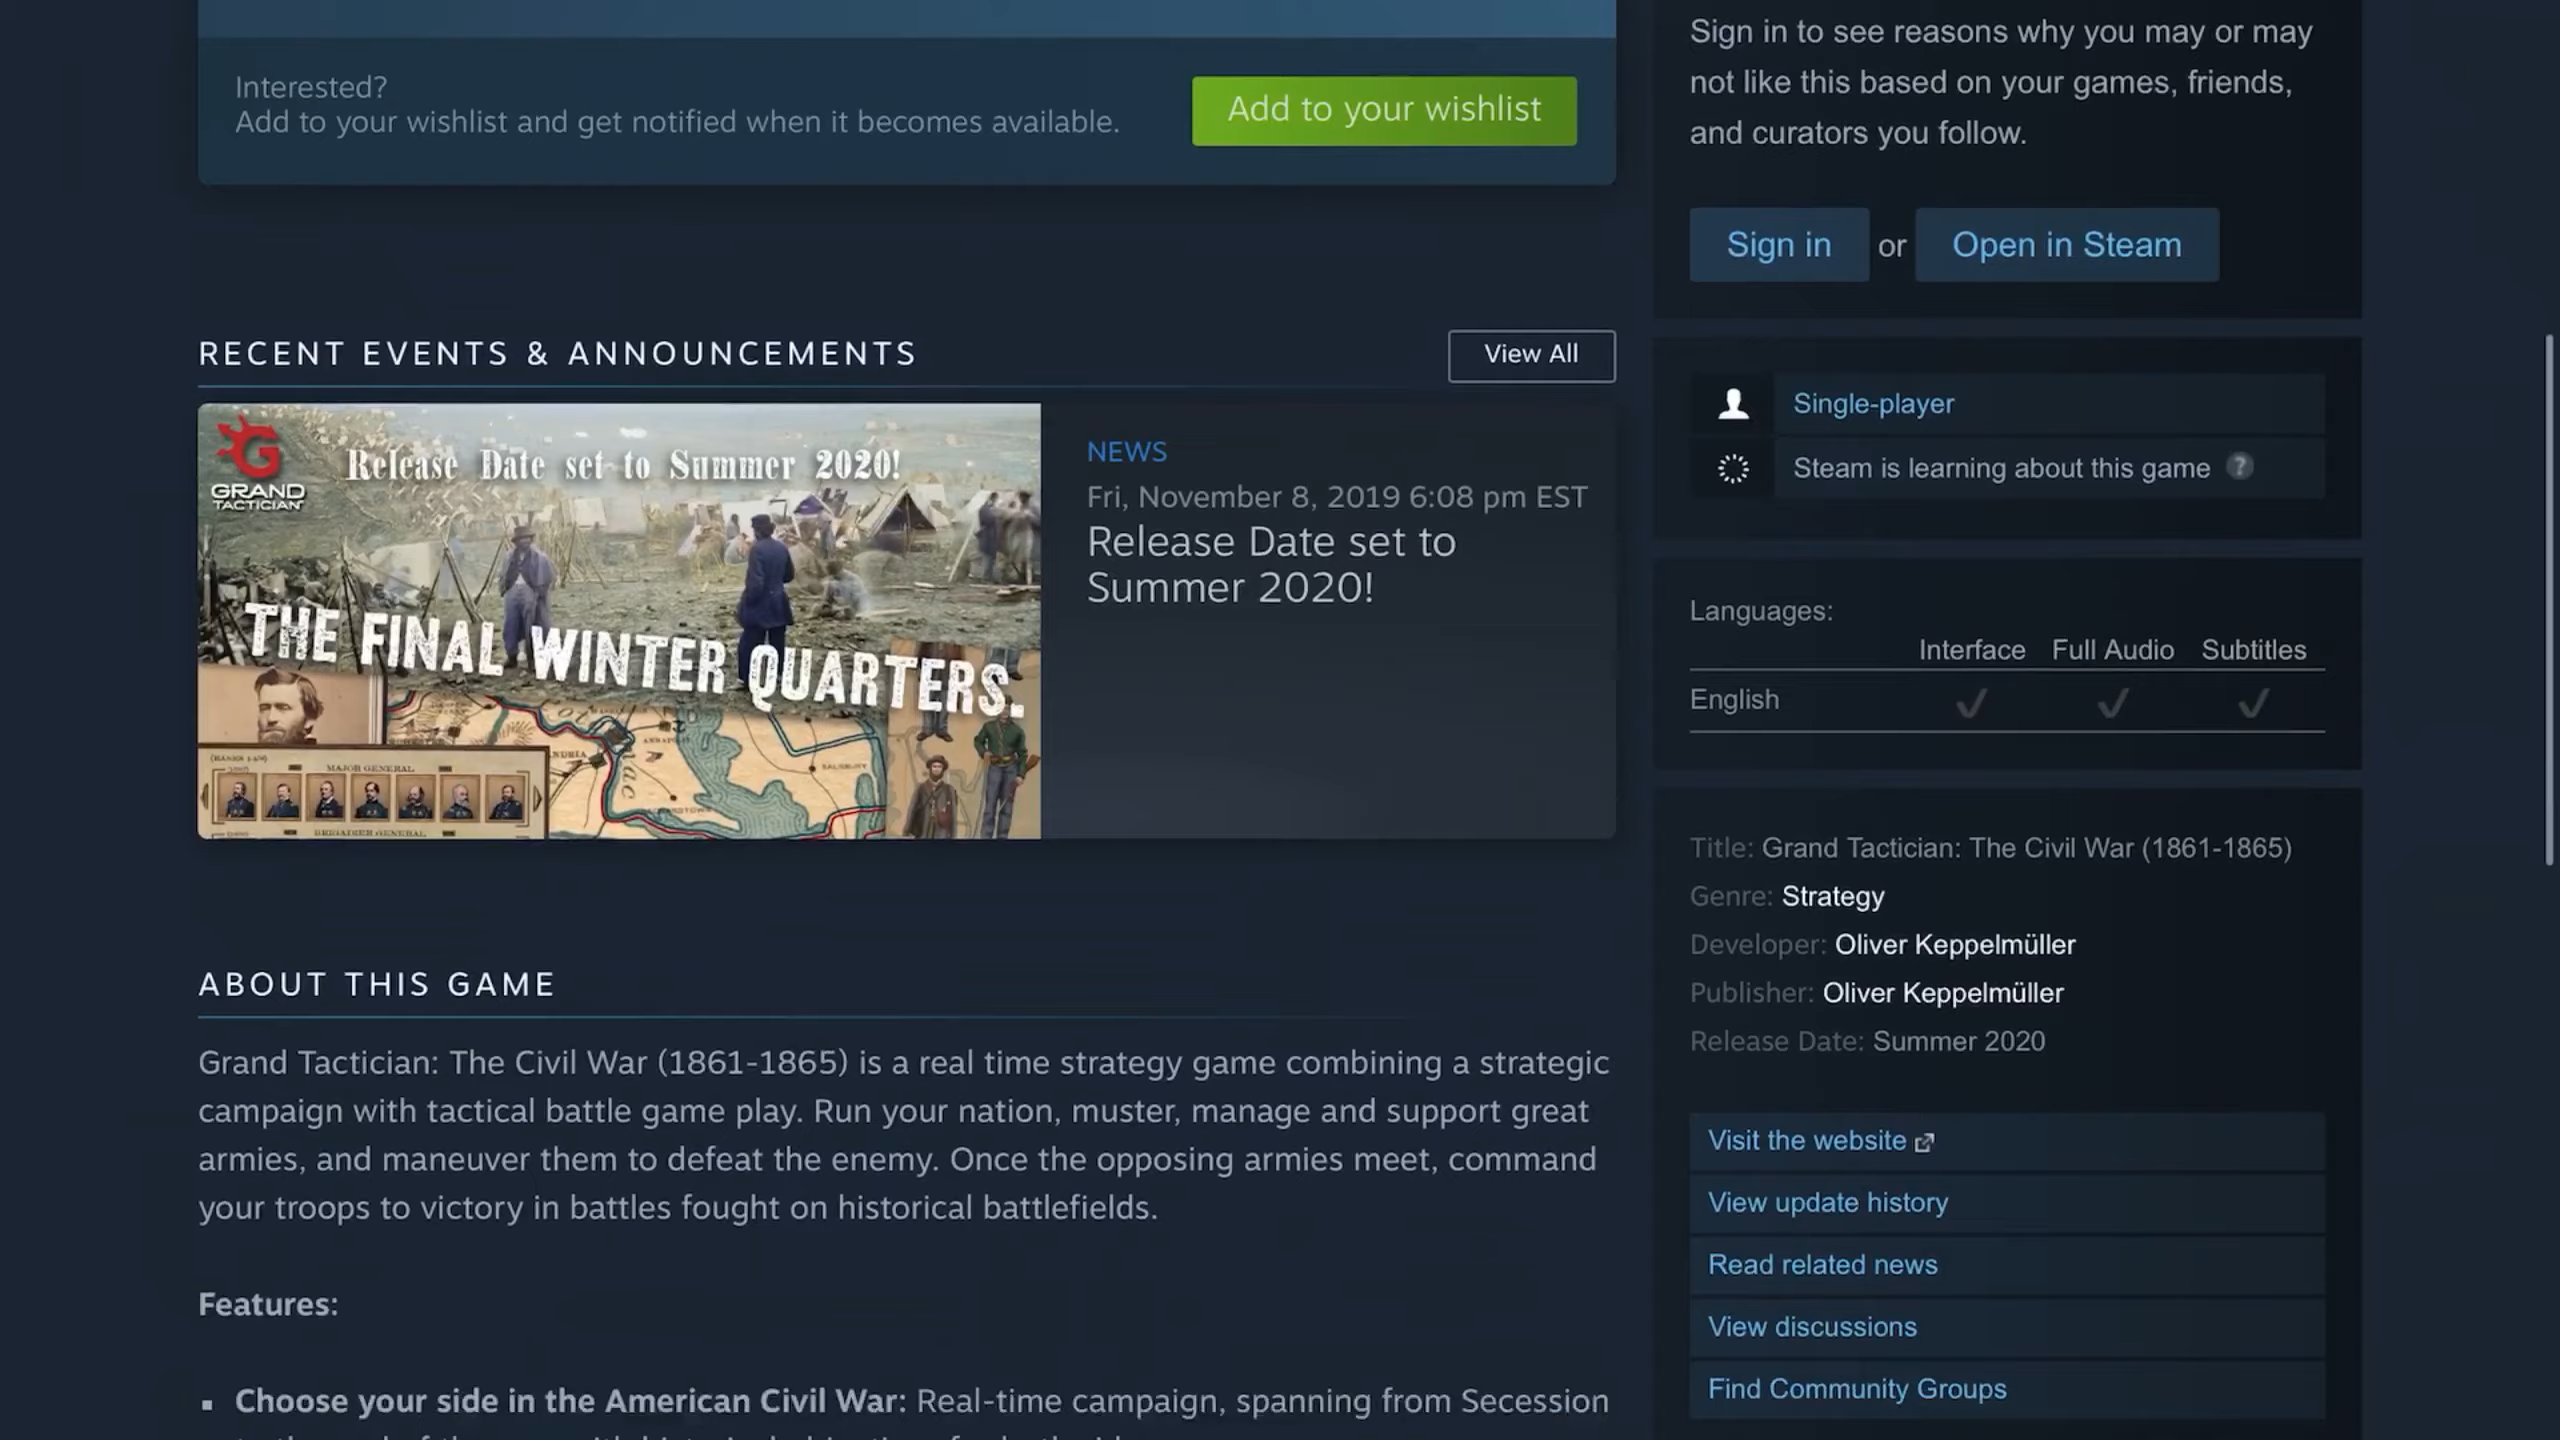 Interested?
Add to your wishlist and get notified when it becomes available.
Add to your wishlist
RECENT EVENTS & ANNOUNCEMENTS
View All
GRAND
TACTICIAN
Release Date set to Summer 2020!
THE FINAL WINTER QUARTERS.
MAJOR GENERAL
BRIGADIER GENERAL
SALISBURY
NEWS
Fri, November 8, 2019 6:08 pm EST
Release Date set to
Summer 2020!
ABOUT THIS GAME
Grand Tactician: The Civil War (1861-1865) is a real time strategy game combining a strategic
campaign with tactical battle game play. Run your nation, muster, manage and support great
armies, and maneuver them to defeat the enemy. Once the opposing armies meet, command
your troops to victory in battles fought on historical battlefields.
Features:
▪ Choose your side in the American Civil War: Real-time campaign, spanning from Secession
Sign in to see reasons why you may or may
not like this based on your games, friends,
and curators you follow.
Sign in or Open in Steam
Single-player
Steam is learning about this game ?
Languages:
Interface Full Audio Subtitles
English ✓ ✓ ✓
Title: Grand Tactician: The Civil War (1861-1865)
Genre: Strategy
Developer: Oliver Keppelmüller
Publisher: Oliver Keppelmüller
Release Date: Summer 2020
Visit the website
View update history
Read related news
View discussions
Find Community Groups